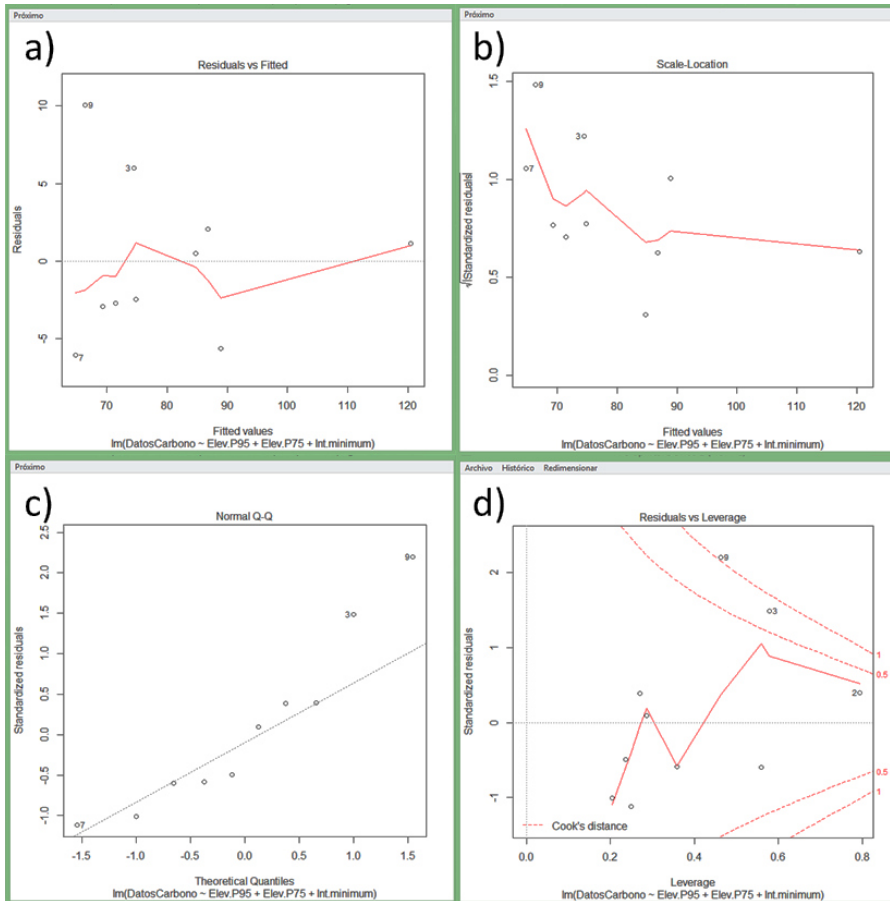 Próximo
a)
Residuals vs Fitted
10
5
0
-5
Residuals
9
3
7
70 80 90 100 110 120
Fitted values
lm(DatosCarbono ~ Elev.P95 + Elev.P75 + Int.minimum)
Próximo
b)
Scale-Location
1.5
1.0
0.5
0.0
√|Standardized residuals|
9
3
7
70 80 90 100 110 120
Fitted values
lm(DatosCarbono ~ Elev.P95 + Elev.P75 + Int.minimum)
Próximo
c)
Normal Q-Q
2.5
2.0
1.5
1.0
0.5
0.0
-0.5
-1.0
Standardized residuals
9
3
7
-1.5 -1.0 -0.5 0.0 0.5 1.0 1.5
Theoretical Quantiles
lm(DatosCarbono ~ Elev.P95 + Elev.P75 + Int.minimum)
Archivo Histórico Redimensionar
d)
Residuals vs Leverage
2
1
0
-1
Standardized residuals
9
3
2
1
0.5
0.5
1
Cook's distance
0.0 0.2 0.4 0.6 0.8
Leverage
lm(DatosCarbono ~ Elev.P95 + Elev.P75 + Int.minimum)